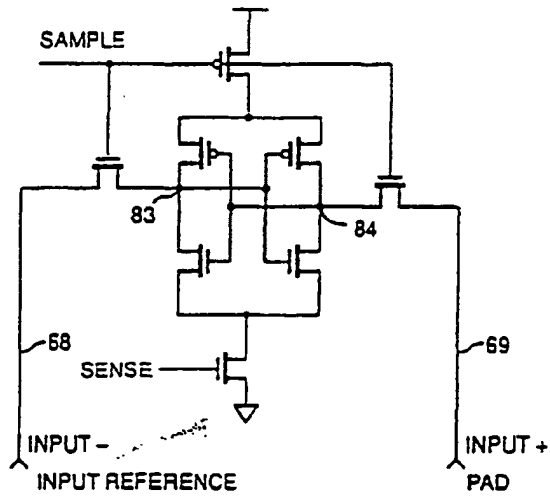 SAMPLE
83
84
68
69
SENSE
INPUT -
INPUT REFERENCE
INPUT +
PAD